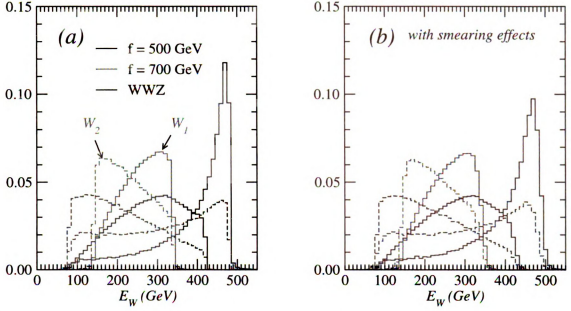 0.15
0.10
0.05
0.00
(a)
f = 500 GeV
f = 700 GeV
WWZ
W2
W1
0 100 200 300 400 500
EW (GeV)
0.15
0.10
0.05
0.00
(b) with smearing effects
0 100 200 300 400 500
EW (GeV)